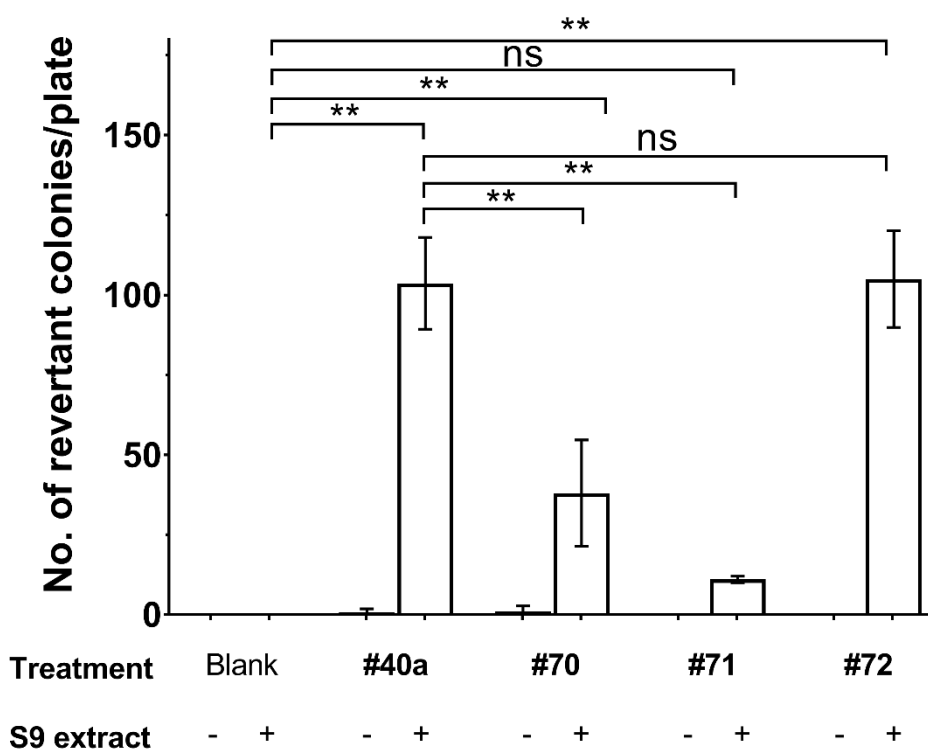 **
ns
**
**
ns
**
**
No. of revertant colonies/plate
150
100
50
0
Treatment Blank #40a #70 #71 #72
S9 extract - + - + - + - + - +